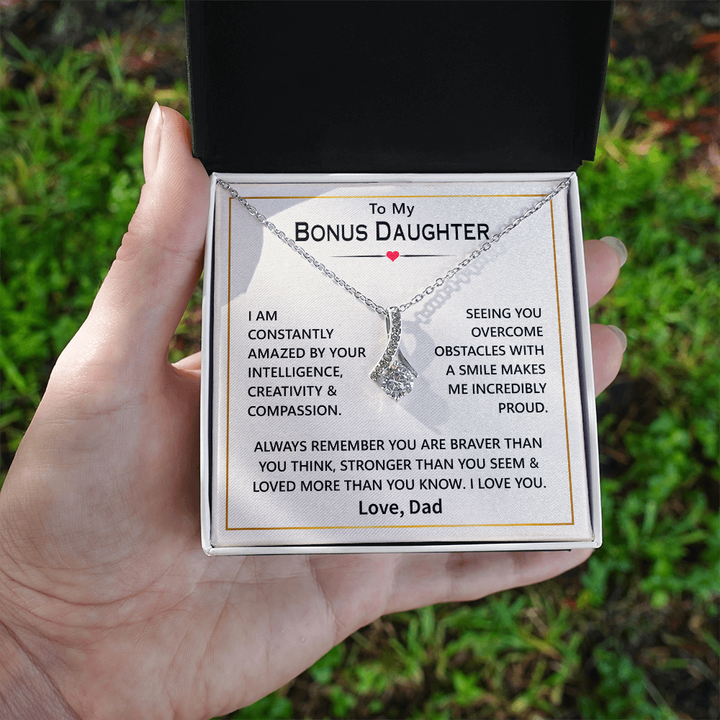 To My
BONUS DAUGHTER
I AM
CONSTANTLY
AMAZED BY YOUR
INTELLIGENCE,
CREATIVITY &
COMPASSION.
SEEING YOU
OVERCOME
OBSTACLES WITH
A SMILE MAKES
ME INCREDIBLY
PROUD.
ALWAYS REMEMBER YOU ARE BRAVER THAN
YOU THINK, STRONGER THAN YOU SEEM &
LOVED MORE THAN YOU KNOW. I LOVE YOU.
Love, Dad